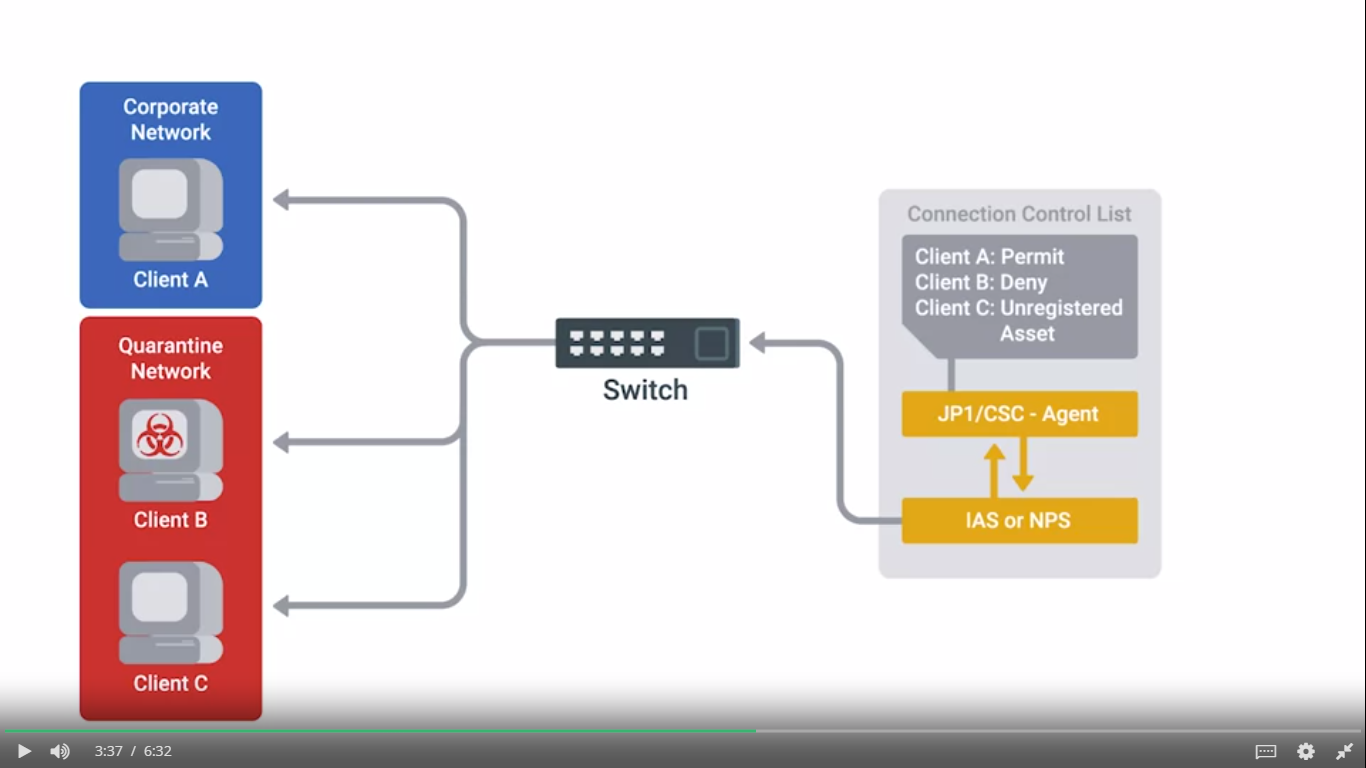 Corporate
Network
Client A
Quarantine
Network
Client B
Client C
Switch
Connection Control List
Client A: Permit
Client B: Deny
Client C: Unregistered
Asset
JP1/CSC - Agent
IAS or NPS
3:37 / 6:32